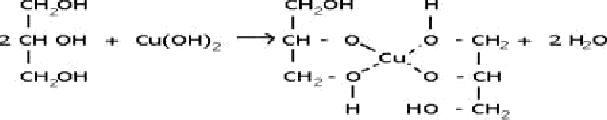 CH₂OH CH₂OH H
2 CH OH + Cu(OH)₂ ⟶ CH - O O - CH₂ + 2 H₂O
Cu
CH₂OH CH₂ - O O - CH
H HO - CH₂